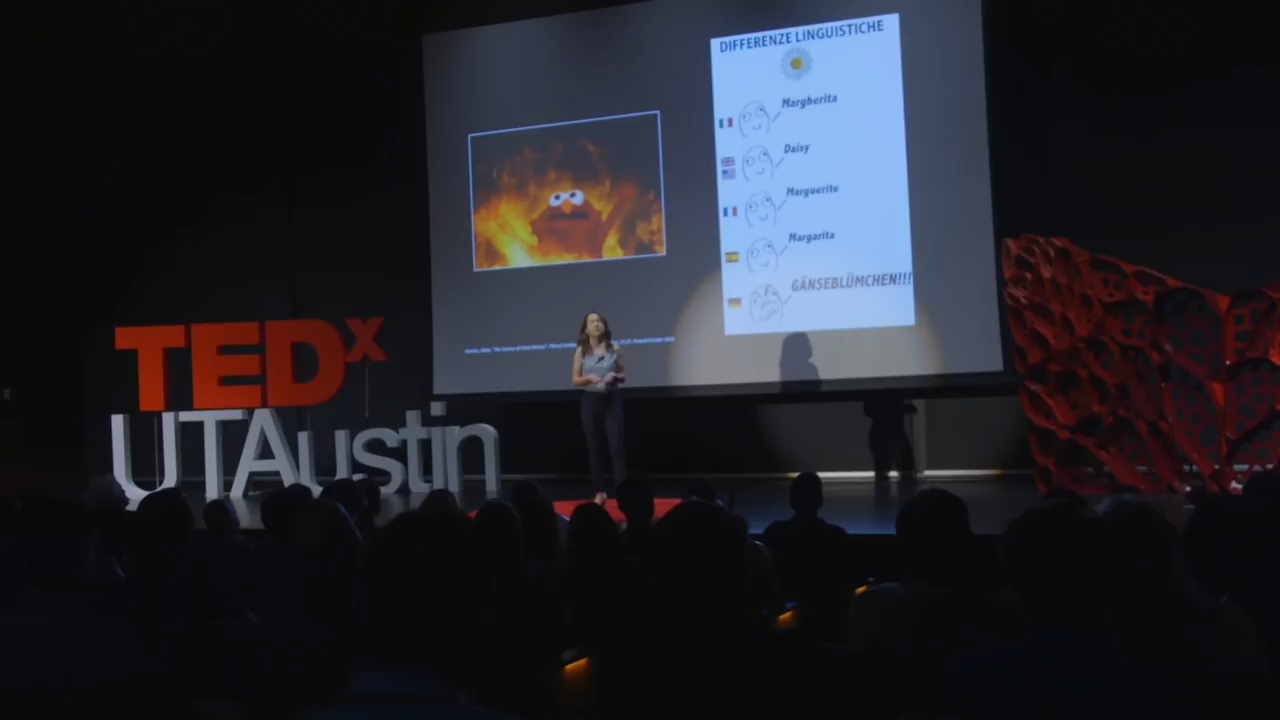 DIFFERENZE LINGUISTICHE
Margherita
Daisy
Marguerite
Margarita
GÄNSEBLÜMCHEN!!!
TEDx
UTAustin